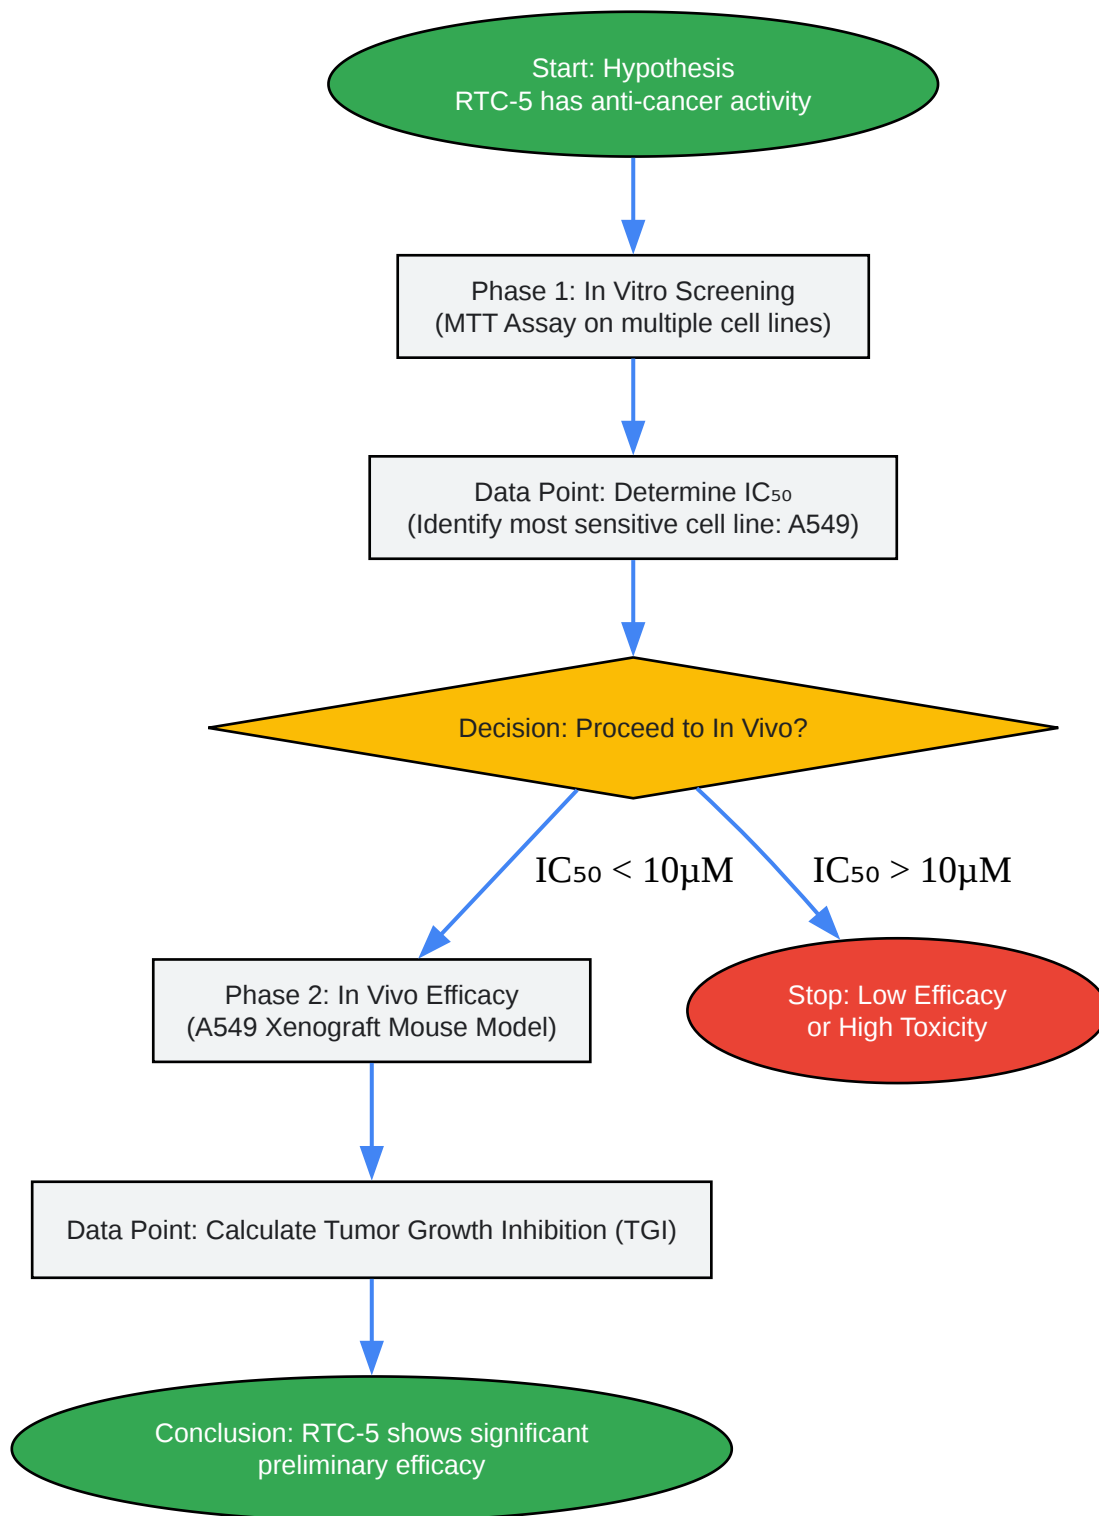 Start: Hypothesis
RTC-5 has anti-cancer activity
Phase 1: In Vitro Screening
(MTT Assay on multiple cell lines)
Data Point: Determine IC₅₀
(Identify most sensitive cell line: A549)
Decision: Proceed to In Vivo?
IC₅₀ < 10µM
IC₅₀ > 10µM
Phase 2: In Vivo Efficacy
(A549 Xenograft Mouse Model)
Stop: Low Efficacy
or High Toxicity
Data Point: Calculate Tumor Growth Inhibition (TGI)
Conclusion: RTC-5 shows significant
preliminary efficacy